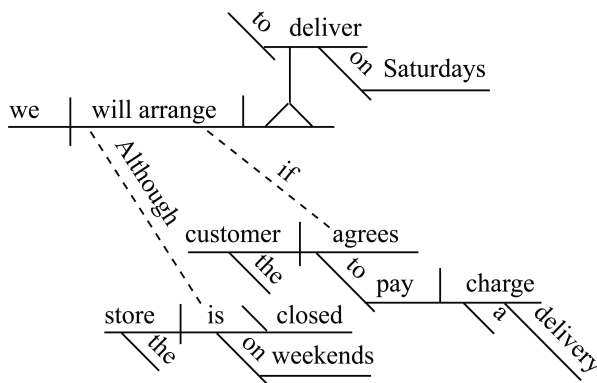 to deliver
on Saturdays
we will arrange
Although
if
customer agrees
the to pay charge
a delivery
store is closed
the on weekends